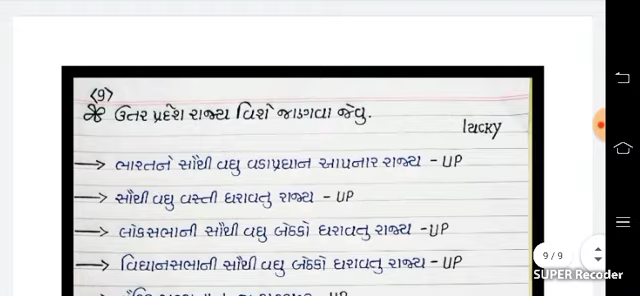 <9>
* ઉત્તર પ્રદેશ રાજ્ય વિશે જાણવા જેવુ.
lucky
→ ભારતને સૌથી વધુ વડાપ્રધાન આપનાર રાજ્ય - UP
→ સૌથી વધુ વસ્તી ધરાવતુ રાજ્ય - UP
→ લોકસભાની સૌથી વધુ બેઠકો ધરાવતુ રાજ્ય - UP
→ વિધાનસભાની સૌથી વધુ બેઠકો ધરાવતુ રાજ્ય - UP
9/9
SUPER Recoder